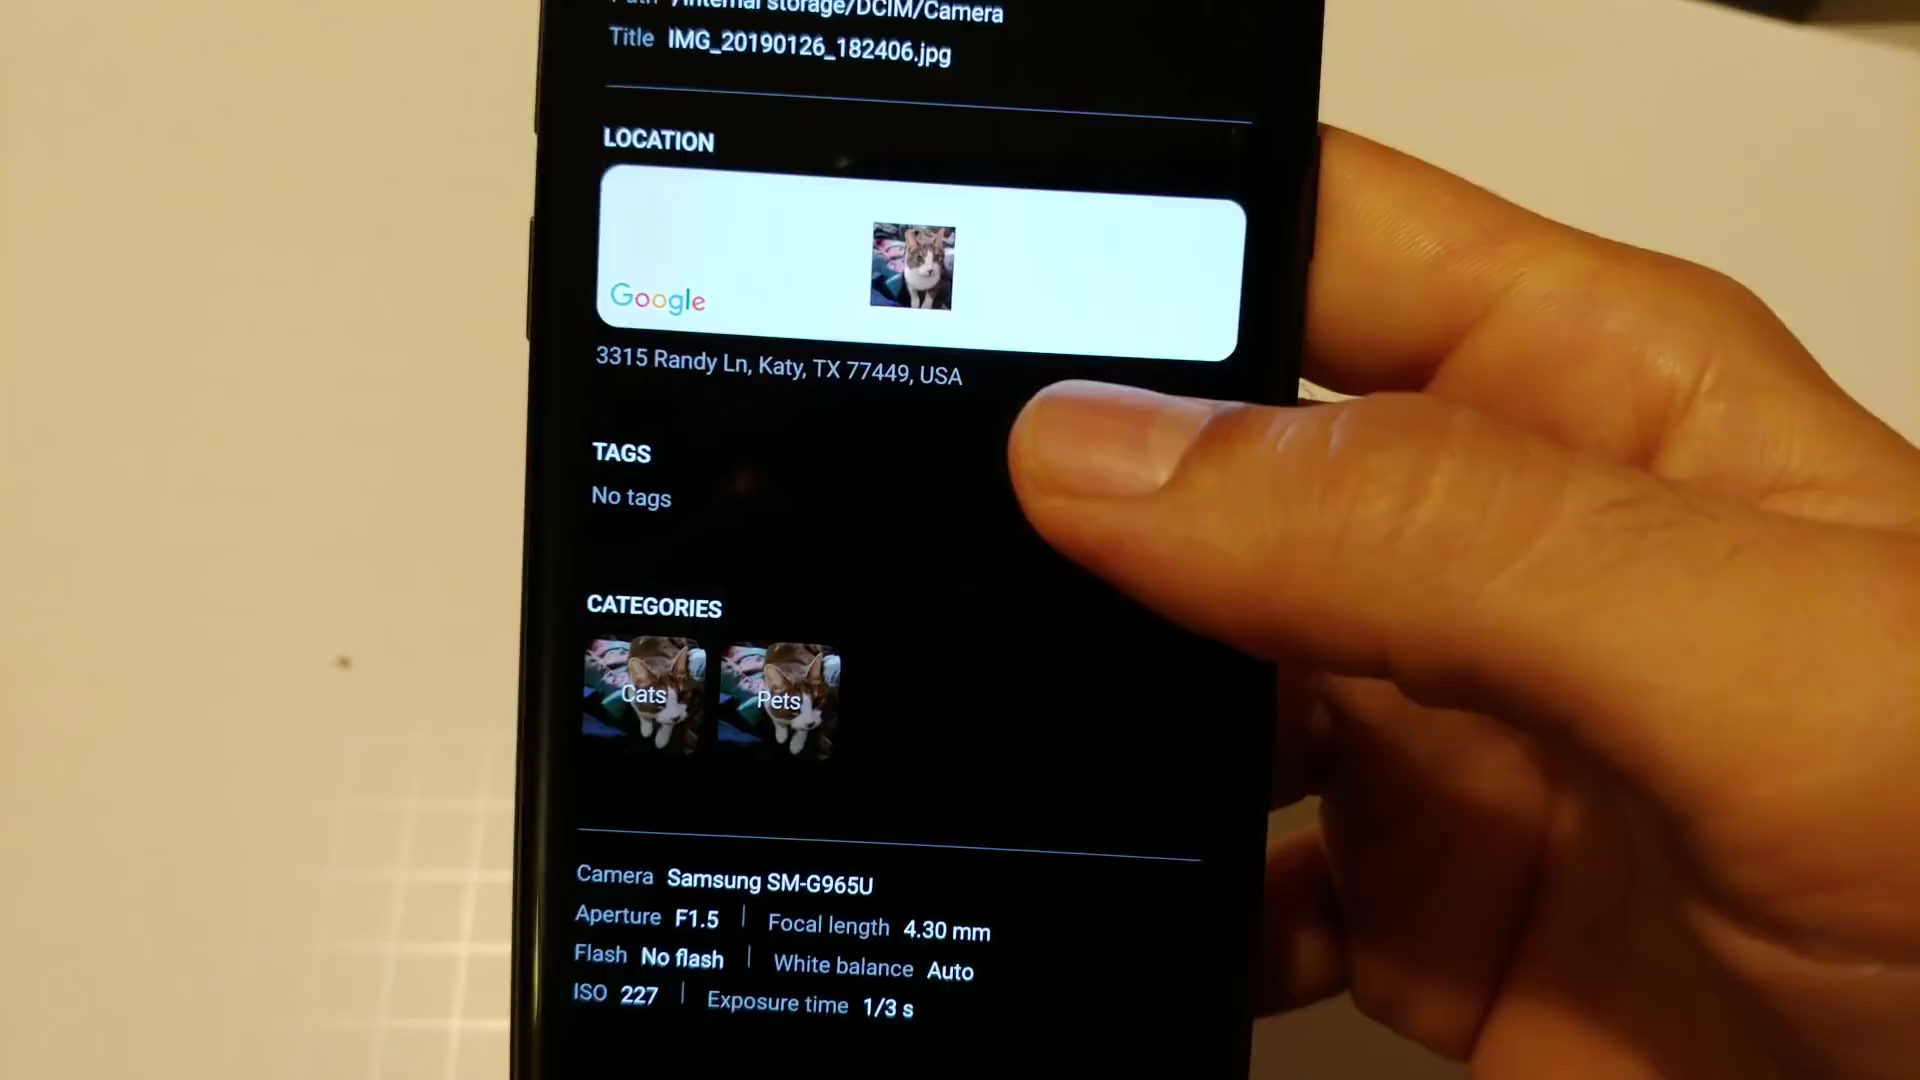 Path /Internal storage/DCIM/Camera
Title IMG_20190126_182406.jpg
LOCATION
Google
3315 Randy Ln, Katy, TX 77449, USA
TAGS
No tags
CATEGORIES
Cats Pets
Camera Samsung SM-G965U
Aperture F1.5 | Focal length 4.30 mm
Flash No flash | White balance Auto
ISO 227 | Exposure time 1/3 s